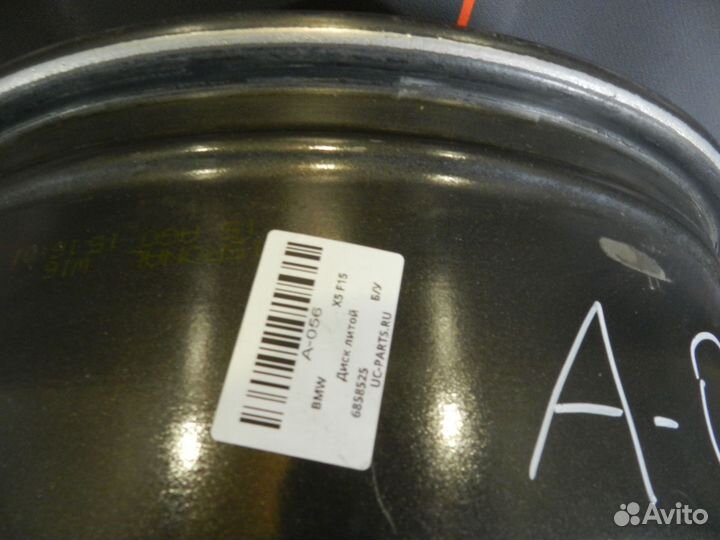 A-056
BMW X5 F15
Диск литой
6858525 Б/У
UC-PARTS.RU
A-0
Avito